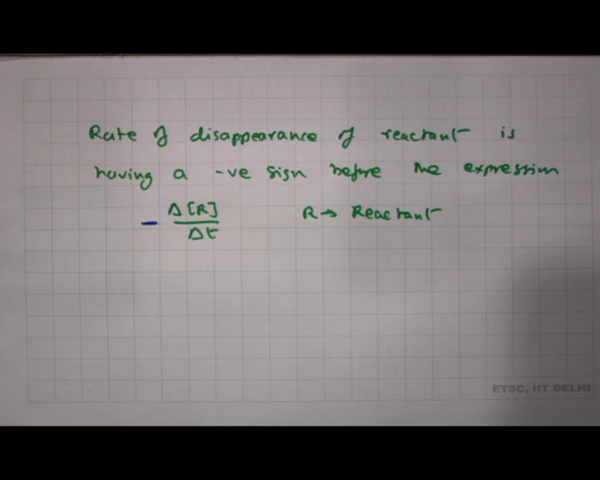 Rate of disappearance of reactant is
having a -ve sign before the expression
- Δ[R]/Δt R → Reactant
ETSC, IIT DELHI